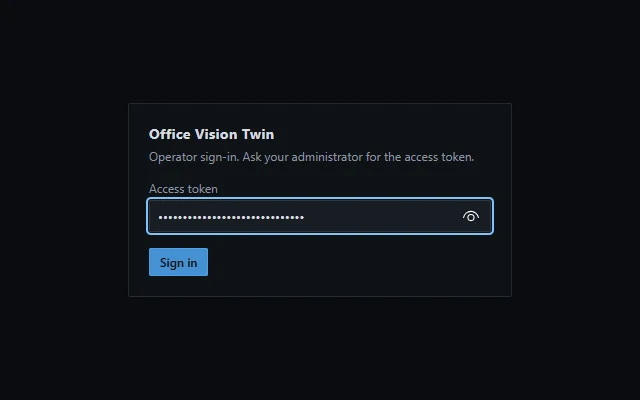 Office Vision Twin
Operator sign-in. Ask your administrator for the access token.
Access token
••••••••••••••••••••••••••••••
Sign in